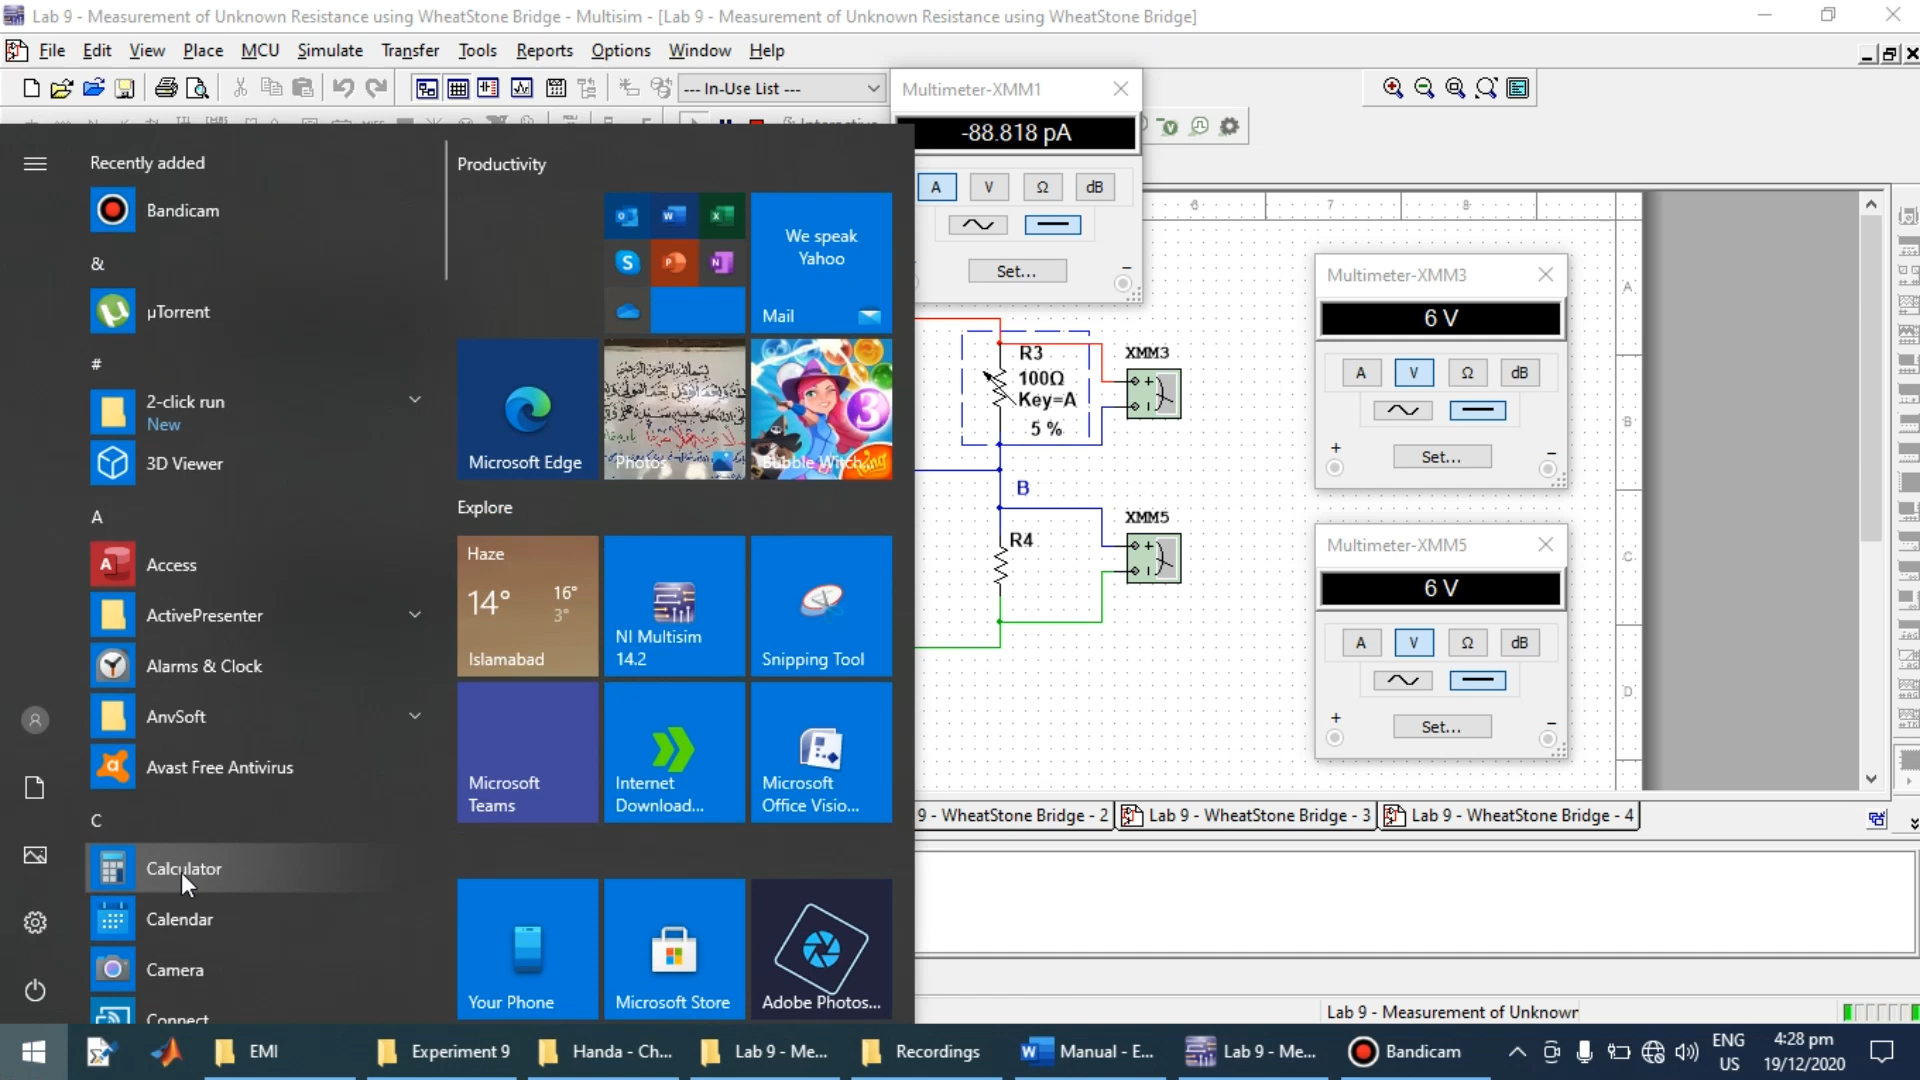 Lab 9 - Measurement of Unknown Resistance using WheatStone Bridge - Multisim - [Lab 9 - Measurement of Unknown Resistance using WheatStone Bridge]
File Edit View Place MCU Simulate Transfer Tools Reports Options Window Help
--- In-Use List ---
Multimeter-XMM1
-88.818 pA
A V Ω dB
Set...
−
6 7 8
A
B
C
D
Recently added
Bandicam
&
µTorrent
#
2-click run
New
3D Viewer
A
Access
ActivePresenter
Alarms & Clock
AnvSoft
Avast Free Antivirus
C
Calculator
Calendar
Camera
Connect
Productivity
We speak
Yahoo
Mail
Microsoft Edge
Photos
Bubble Witch...
Explore
Haze
14° 16°
3°
Islamabad
NI Multisim
14.2
Snipping Tool
Microsoft
Teams
Internet
Download...
Microsoft
Office Visio...
Your Phone
Microsoft Store
Adobe Photos...
R3
100Ω
Key=A
5 %
XMM3
B
R4
XMM5
Multimeter-XMM3
6 V
A V Ω dB
+ −
Set...
Multimeter-XMM5
6 V
A V Ω dB
+ −
Set...
9 - WheatStone Bridge - 2
Lab 9 - WheatStone Bridge - 3
Lab 9 - WheatStone Bridge - 4
Lab 9 - Measurement of Unknown
EMI
Experiment 9
Handa - Ch...
Lab 9 - Me...
Recordings
Manual - E...
Lab 9 - Me...
Bandicam
ENG
US
4:28 pm
19/12/2020